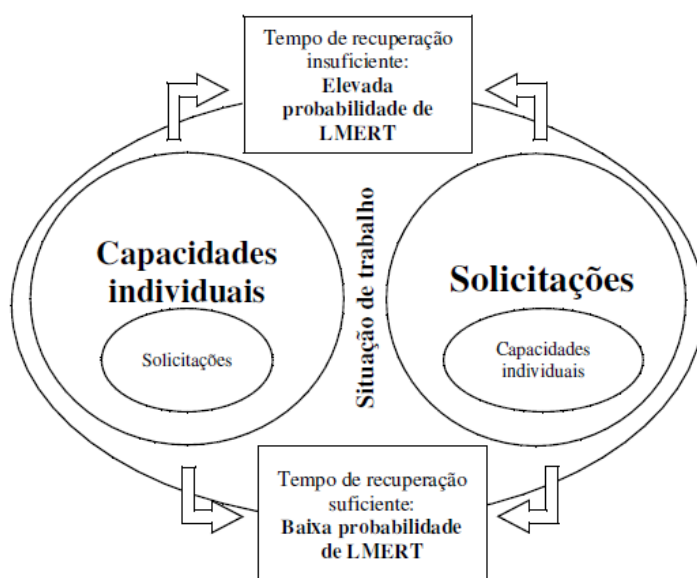 Tempo de recuperação
insuficiente:
Elevada
probabilidade de
LMERT
Capacidades
individuais
Solicitações
Situação de trabalho
Solicitações
Capacidades
individuais
Tempo de recuperação
suficiente:
Baixa probabilidade
de LMERT